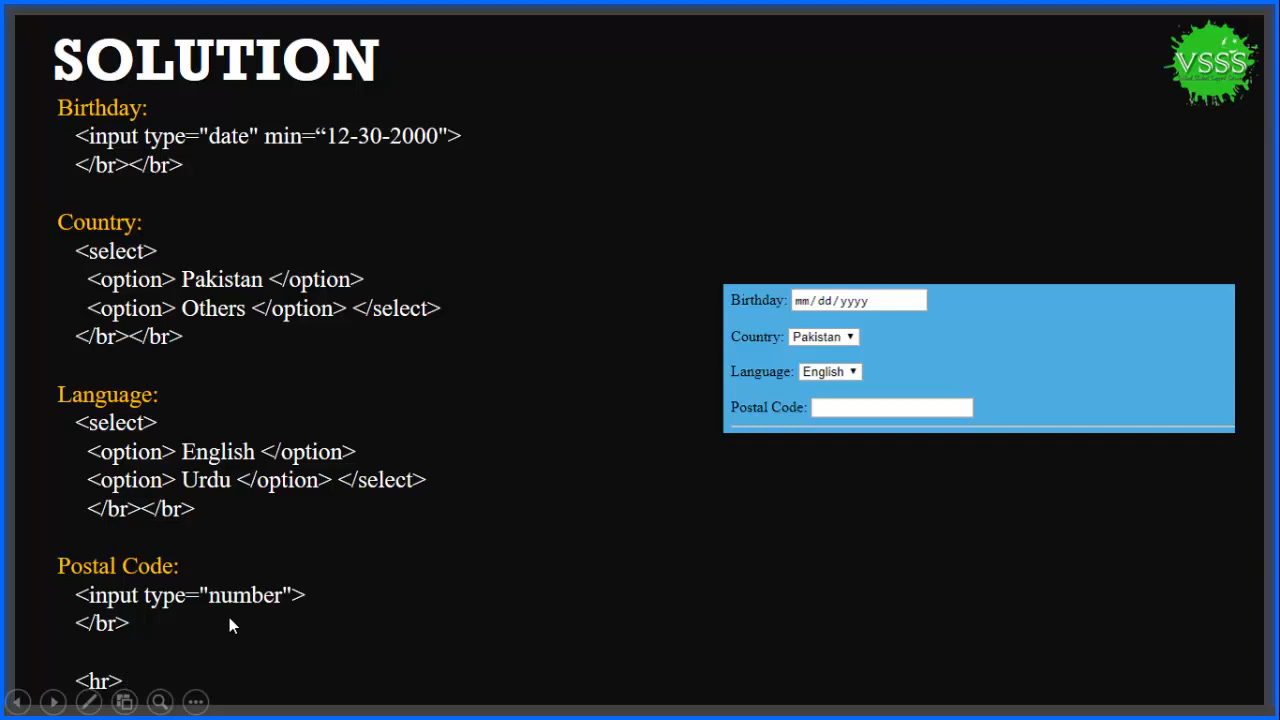 SOLUTION
VSSS
Birthday:
<input type="date" min=“12-30-2000">
</br></br>
Country:
<select>
<option> Pakistan </option>
<option> Others </option> </select>
</br></br>
Language:
<select>
<option> English </option>
<option> Urdu </option> </select>
</br></br>
Postal Code:
<input type="number">
</br>
<hr>
Birthday: mm/dd/yyyy
Country: Pakistan
Language: English
Postal Code: